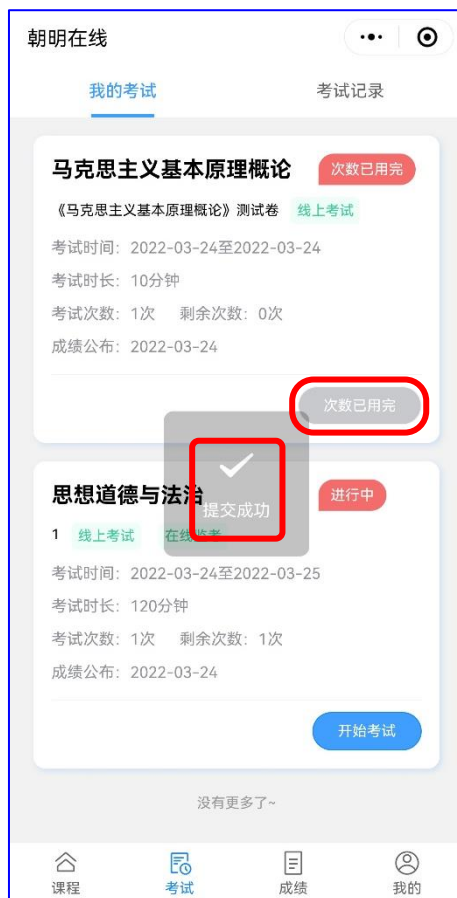 朝明在线
我的考试 考试记录
马克思主义基本原理概论 次数已用完
《马克思主义基本原理概论》测试卷 线上考试
考试时间: 2022-03-24至2022-03-24
考试时长: 10分钟
考试次数: 1次 剩余次数: 0次
成绩公布: 2022-03-24
次数已用完
提交成功
思想道德与法治 进行中
1 线上考试 在线监考
考试时间: 2022-03-24至2022-03-25
考试时长: 120分钟
考试次数: 1次 剩余次数: 1次
成绩公布: 2022-03-24
开始考试
没有更多了~
课程 考试 成绩 我的